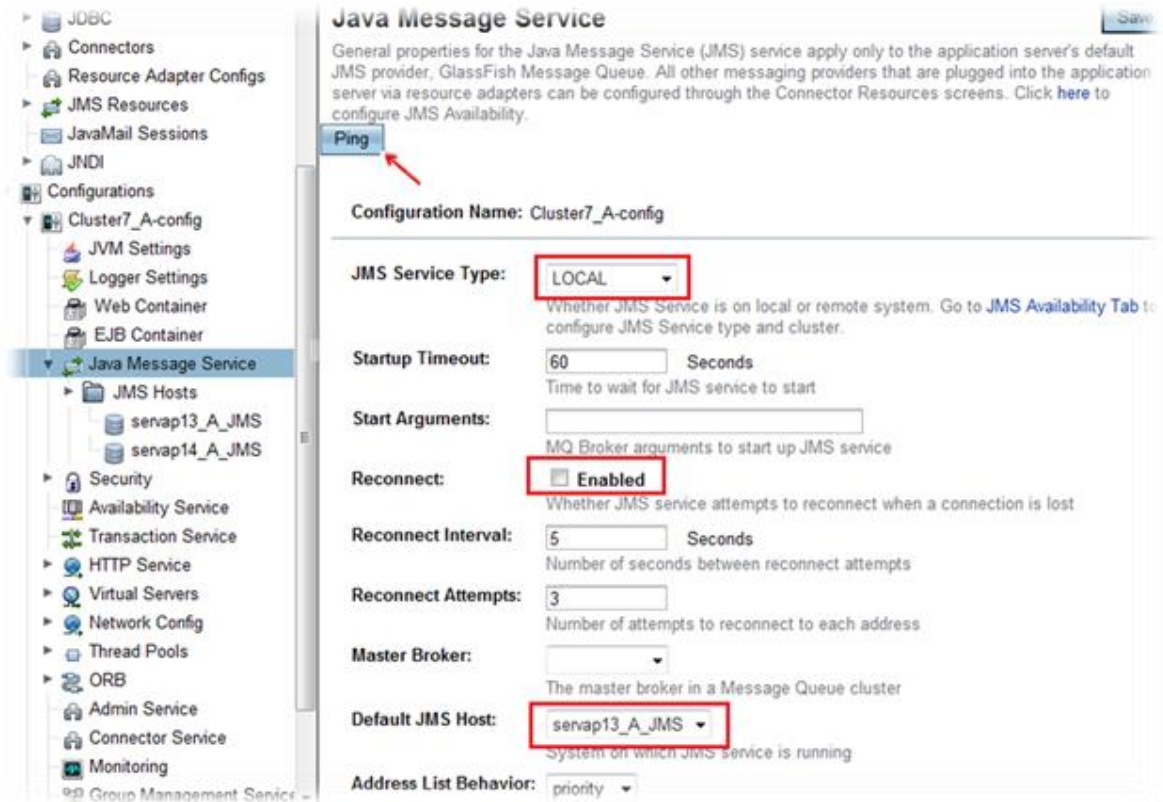 JDBC
Connectors
Resource Adapter Configs
JMS Resources
JavaMail Sessions
JNDI
Configurations
Cluster7_A-config
JVM Settings
Logger Settings
Web Container
EJB Container
Java Message Service
JMS Hosts
servap13_A_JMS
servap14_A_JMS
Security
Availability Service
Transaction Service
HTTP Service
Virtual Servers
Network Config
Thread Pools
ORB
Admin Service
Connector Service
Monitoring
Group Management Service
Java Message Service
Save
General properties for the Java Message Service (JMS) service apply only to the application server's default
JMS provider, GlassFish Message Queue. All other messaging providers that are plugged into the application
server via resource adapters can be configured through the Connector Resources screens. Click here to
configure JMS Availability.
Ping
Configuration Name: Cluster7_A-config
JMS Service Type: LOCAL
Whether JMS Service is on local or remote system. Go to JMS Availability Tab to
configure JMS Service type and cluster.
Startup Timeout: 60 Seconds
Time to wait for JMS service to start
Start Arguments:
MQ Broker arguments to start up JMS service
Reconnect: Enabled
Whether JMS service attempts to reconnect when a connection is lost
Reconnect Interval: 5 Seconds
Number of seconds between reconnect attempts
Reconnect Attempts: 3
Number of attempts to reconnect to each address
Master Broker:
The master broker in a Message Queue cluster
Default JMS Host: servap13_A_JMS
System on which JMS service is running
Address List Behavior: priority